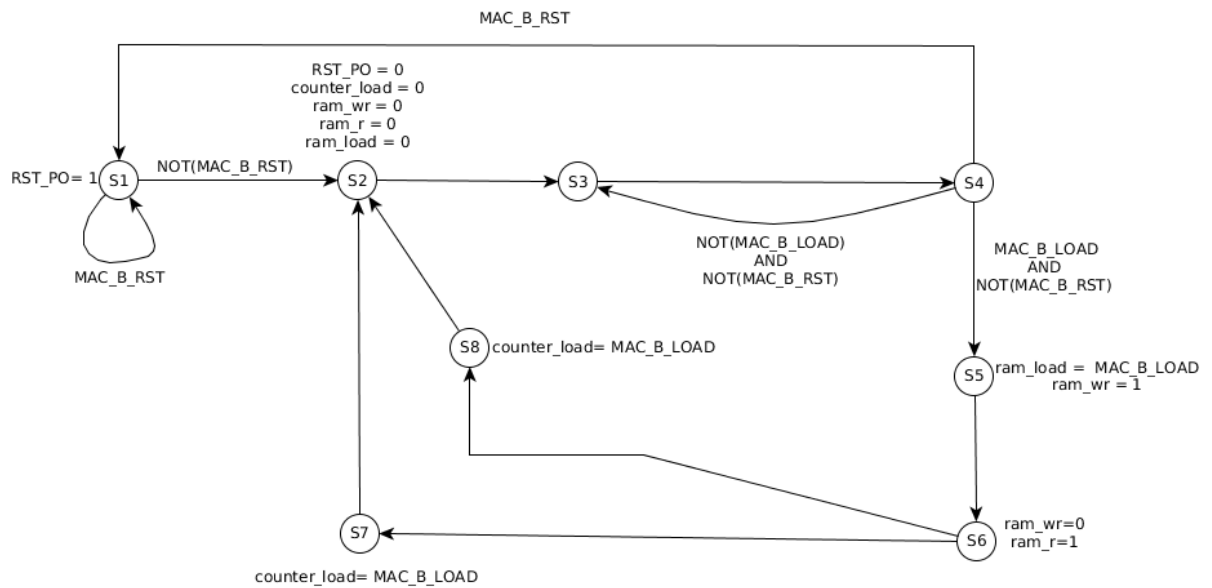 MAC_B_RST
RST_PO = 0
counter_load = 0
ram_wr = 0
ram_r = 0
ram_load = 0
RST_PO= 1
S1
NOT(MAC_B_RST)
S2
S3
S4
MAC_B_RST
NOT(MAC_B_LOAD)
AND
NOT(MAC_B_RST)
MAC_B_LOAD
AND
NOT(MAC_B_RST)
S8
counter_load= MAC_B_LOAD
S5
ram_load =  MAC_B_LOAD
ram_wr = 1
S7
counter_load= MAC_B_LOAD
S6
ram_wr=0
ram_r=1